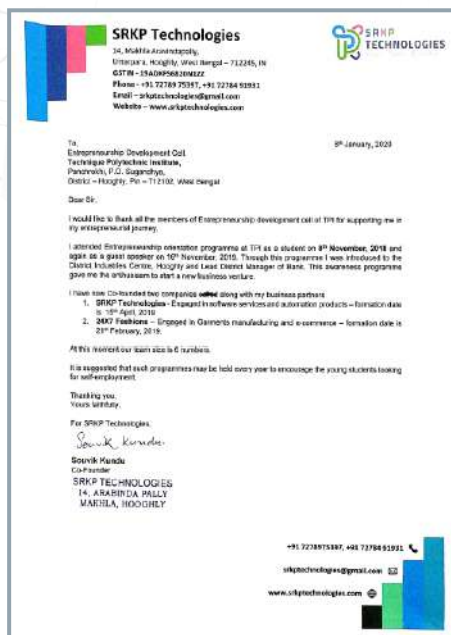 SRKP Technologies
14, Makhla Aravindapally,
Uttarpara, Hooghly, West Bengal – 712245, IN
Phone - +91 72789 75397, +91 72784 91931
Email – srkptechnologies@gmail.com
Website – www.srkptechnologies.com
SRKP
TECHNOLOGIES
To,
8th January, 2020
Entrepreneurship Development Cell
Technique Polytechnic Institute,
Panchrokhi, P.O. Sugandhya,
District – Hooghly, Pin – 712102, West Bengal
Dear Sir,
I would like to thank all the members of Entrepreneurship development cell of TPI for supporting me in
my entrepreneurial journey.
I attended Entrepreneurship orientation programme at TPI as a student on 8th November, 2018 and
again as a guest speaker on 16th November, 2019. Through this programme I was introduced to the
District Industries Centre, Hooghly and Lead District Manager of Bank. This awareness programme
gave me the enthusiasm to start a new business venture.
I have now Co-founded two companies along with my business partners
1. SRKP Technologies - Engaged in software services and automation products – formation date
is April, 2019
2. 24X7 Fashions – Engaged in Garments manufacturing and e-commerce – formation date is
February, 2019.
At this moment our team size is 6 numbers.
It is suggested that such programmes may be held every year to encourage the young students looking
for self-employment.
Thanking you.
Yours faithfully,
For SRKP Technologies.
Souvik Kundu.
Souvik Kundu
Co-Founder
SRKP TECHNOLOGIES
14, ARABINDA PALLY
MAKHLA, HOOGHLY
+91 7278975397, +91 72784 91931
srkptechnologies@gmail.com
www.srkptechnologies.com